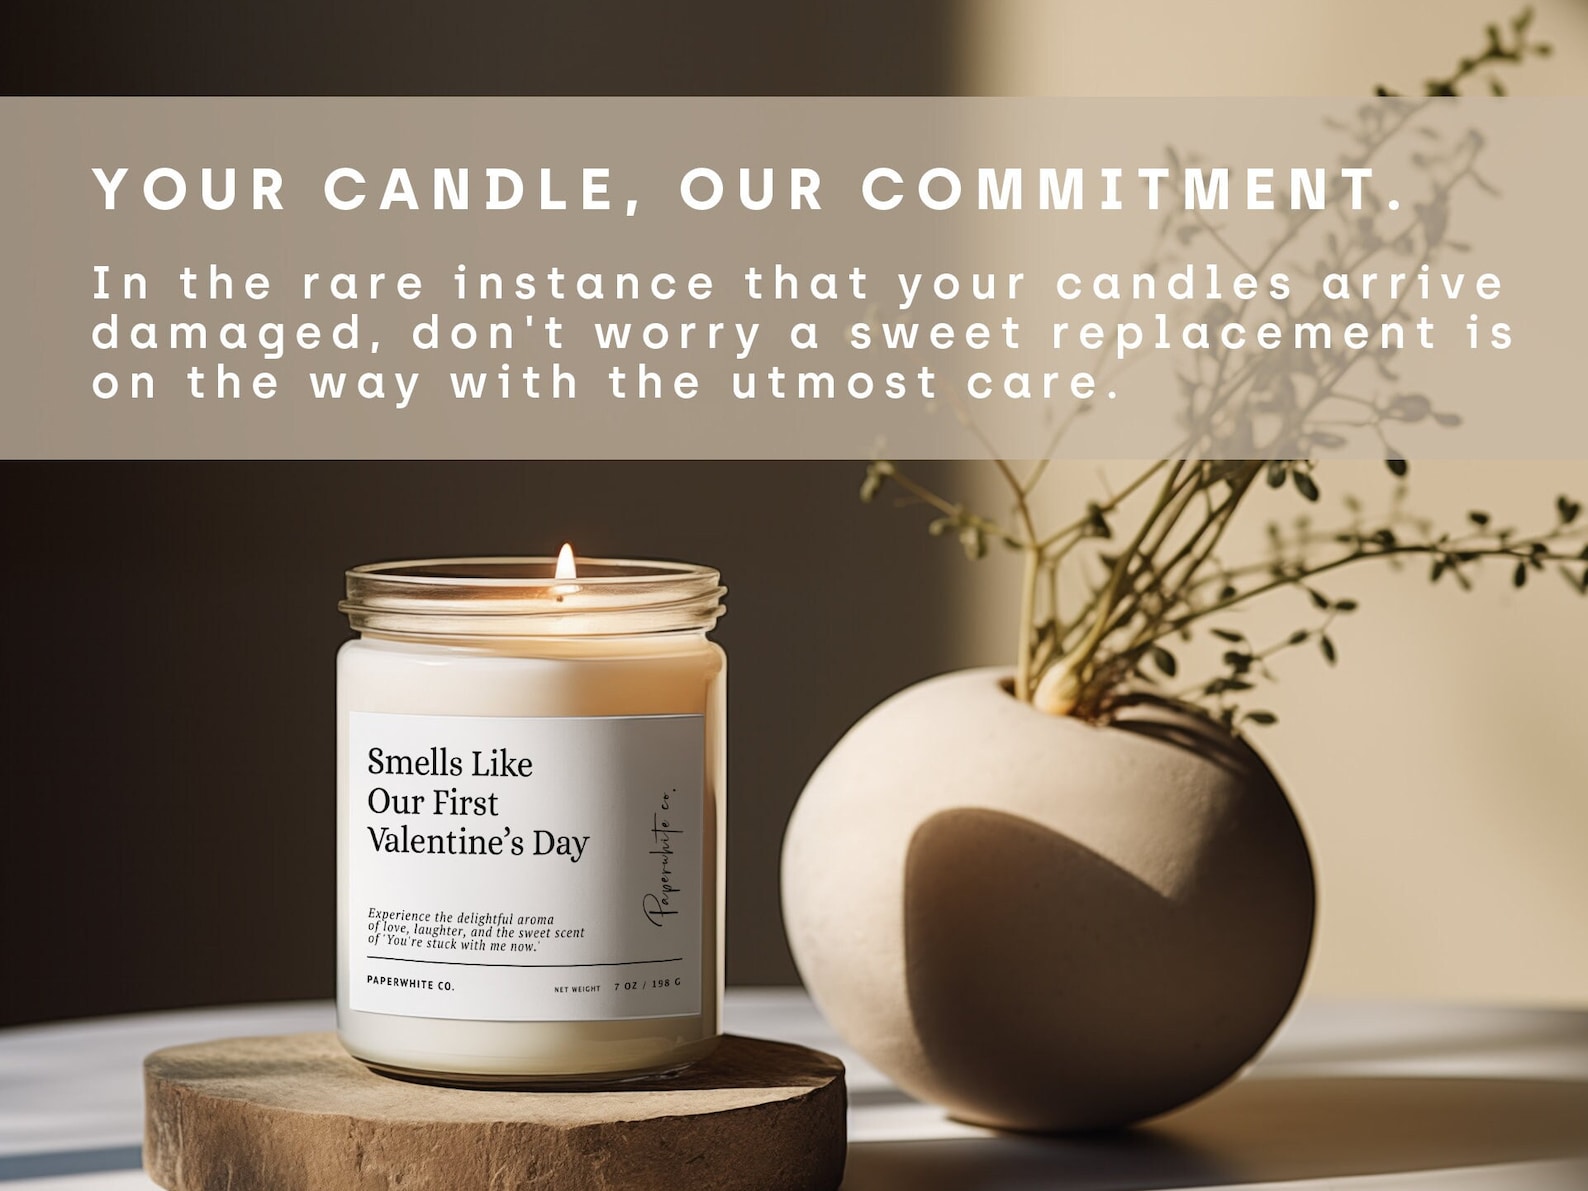 YOUR CANDLE, OUR COMMITMENT.
In the rare instance that your candles arrive
damaged, don't worry a sweet replacement is
on the way with the utmost care.
Smells Like
Our First
Valentine’s Day
Paperwhite co.
Experience the delightful aroma
of love, laughter, and the sweet scent
of 'You're stuck with me now.'
PAPERWHITE CO.
NET WEIGHT 7 OZ / 198 G